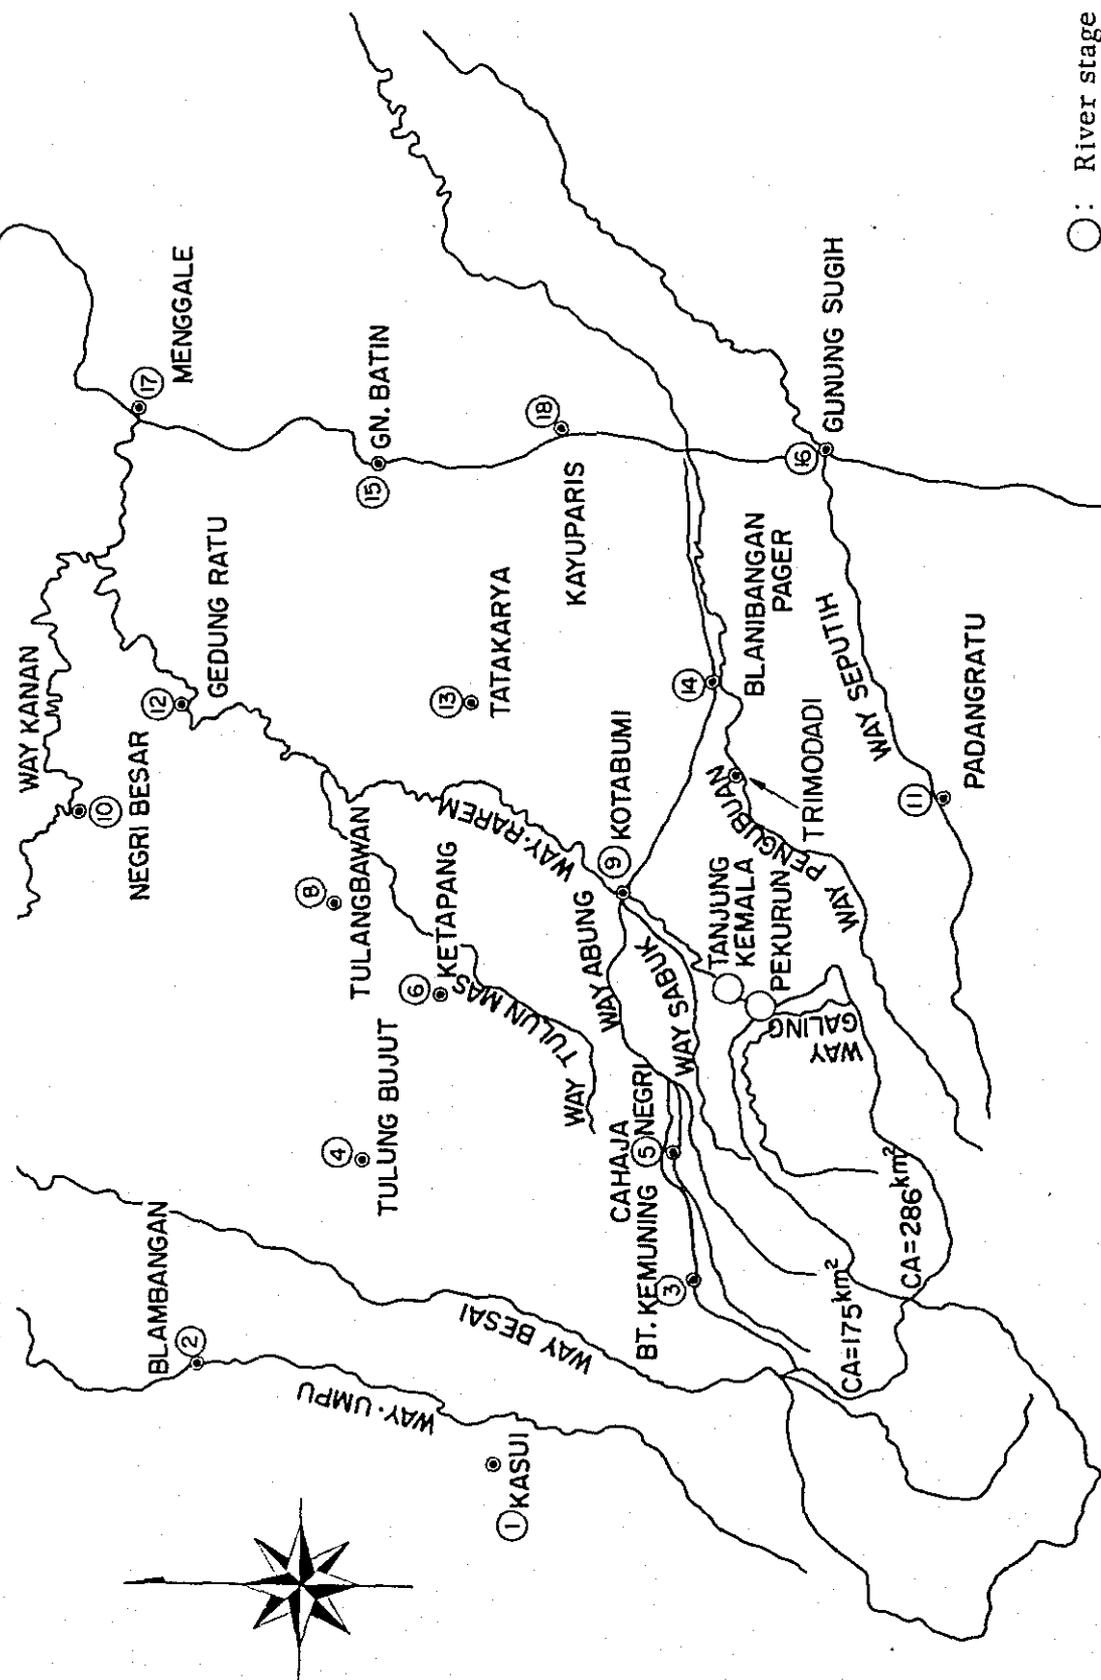 WAY KANAN
⑩
NEGRI BESAR
⑰
MENGGALE
②
BLAMBANGAN
⑫
GEDUNG RATU
WAY·UMPU
④
TULUNG BUJUT
⑧
TULANGBAWAN
⑮
GN. BATIN
⑥
KETAPANG
⑬
TATAKARYA
① KASUI
WAY BESAI
WAY TULUN MAS
WAY·RAREM
⑱
KAYUPARIS
WAY ABUNG
⑨ KOTABUMI
CAHAJA
⑤ NEGRI
BT. KEMUNING
③
WAY SABUK
⑭
BLANIBANGAN
PAGER
TANJUNG
KEMALA
PEKURUN
WAY PENGUBUAN
TRIMODADI
WAY
GALING
WAY SEPUTIH
⑯
GUNUNG SUGIH
CA=175km²
CA=286km²
⑪
PADANGRATU
○: River stage